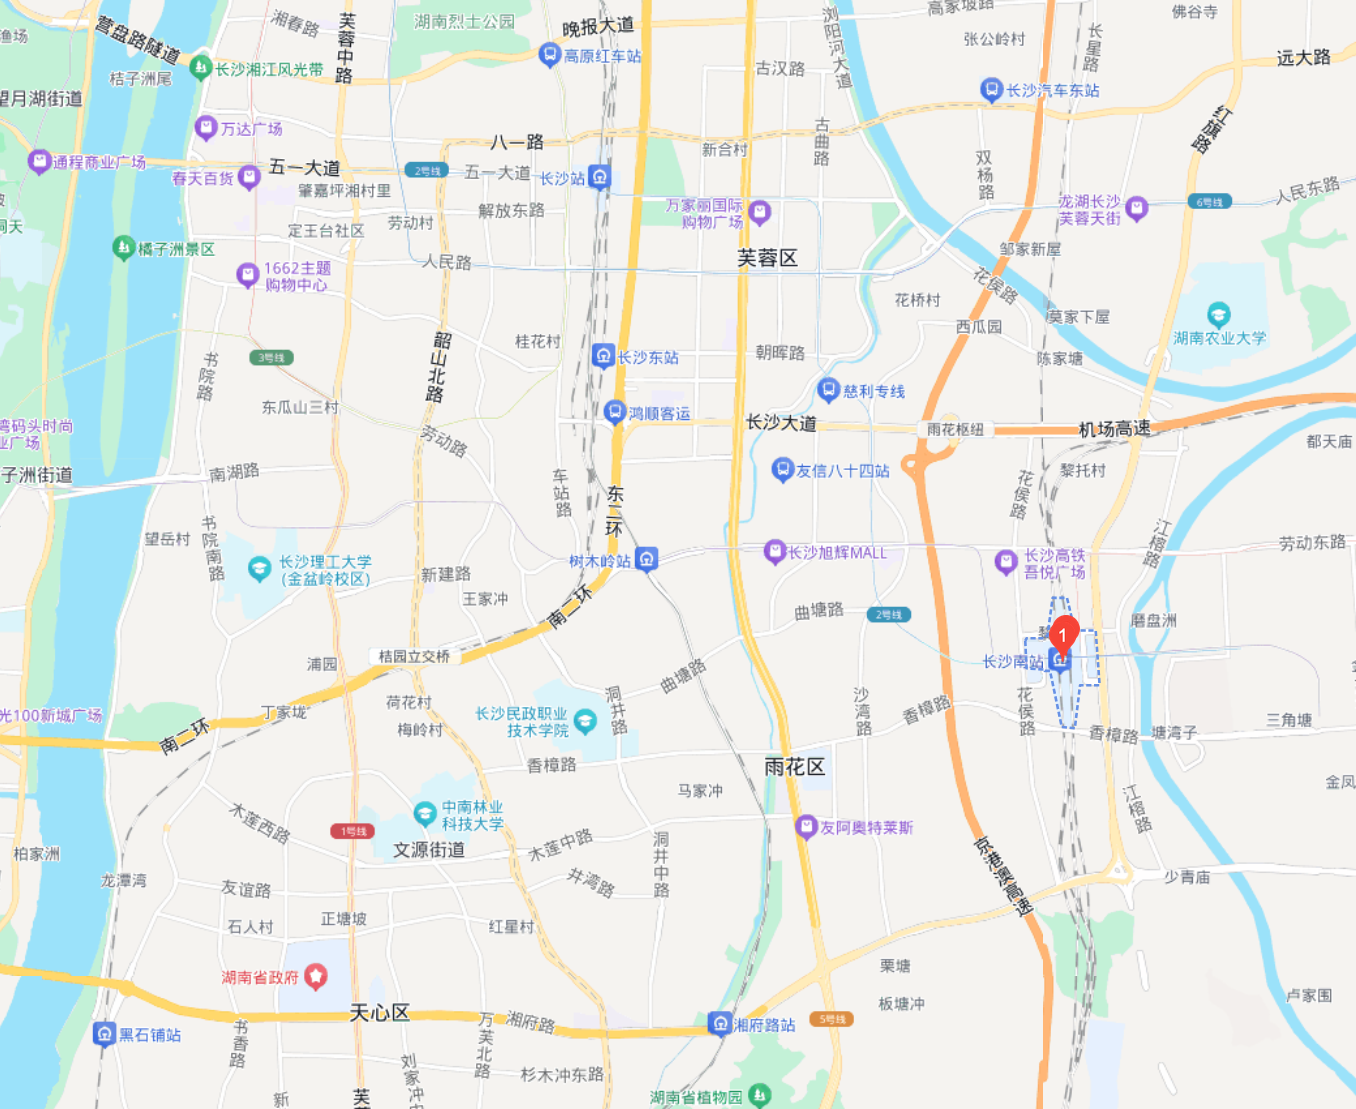 湘春路
芙蓉中路
湖南烈士公园
晚报大道
浏阳河大道
高家坡路
佛谷寺
渔场
营盘路隧道
高原红车站
张公岭村
长星路
远大路
桔子洲尾
长沙湘江风光带
古汉路
长沙汽车东站
望月湖街道
万达广场
八一路
古曲路
红旗路
通程商业广场
五一大道
2号线
五一大道
长沙站
新合村
双杨路
春天百货
肇嘉坪湘村里
人民东路
6号线
龙湖长沙
芙蓉天街
万家丽国际
购物广场
解放东路
劳动村
定王台社区
洞天
橘子洲景区
人民路
芙蓉区
邹家新屋
1662主题
购物中心
花侯路
花桥村
莫家下屋
西瓜园
湖南农业大学
韶山北路
桂花村
长沙东站
朝晖路
陈家塘
3号线
书院路
慈利专线
东瓜山三村
鸿顺客运
长沙大道
雨花枢纽
机场高速
湾码头时尚
业广场
劳动路
都天庙
子洲街道
南湖路
车站路
东二环
友信八十四站
花侯路
黎托村
书院南路
望岳村
江榕路
长沙理工大学
(金盆岭校区)
树木岭站
长沙旭辉MALL
长沙高铁
吾悦广场
劳动东路
新建路
王家冲
南二环
曲塘路
2号线
磨盘洲
1
长沙南站
浦园
桔园立交桥
曲塘路
荷花村
洞井路
沙湾路
花侯路
光100新城广场
丁家垅
长沙民政职业
技术学院
香樟路
三角塘
南二环
梅岭村
香樟路
塘湾子
香樟路
雨花区
马家冲
金凤
木莲西路
中南林业
科技大学
江榕路
1号线
友阿奥特莱斯
文源街道
木莲中路
洞井中路
柏家洲
京港澳高速
龙潭湾
友谊路
井湾路
少青庙
石人村
正塘坡
红星村
湖南省政府
栗塘
卢家围
板塘冲
天心区
黑石铺站
书香路
万芙北路
湘府路
湘府路站
5号线
刘家冲中
杉木冲东路
新
芙
湖南省植物园